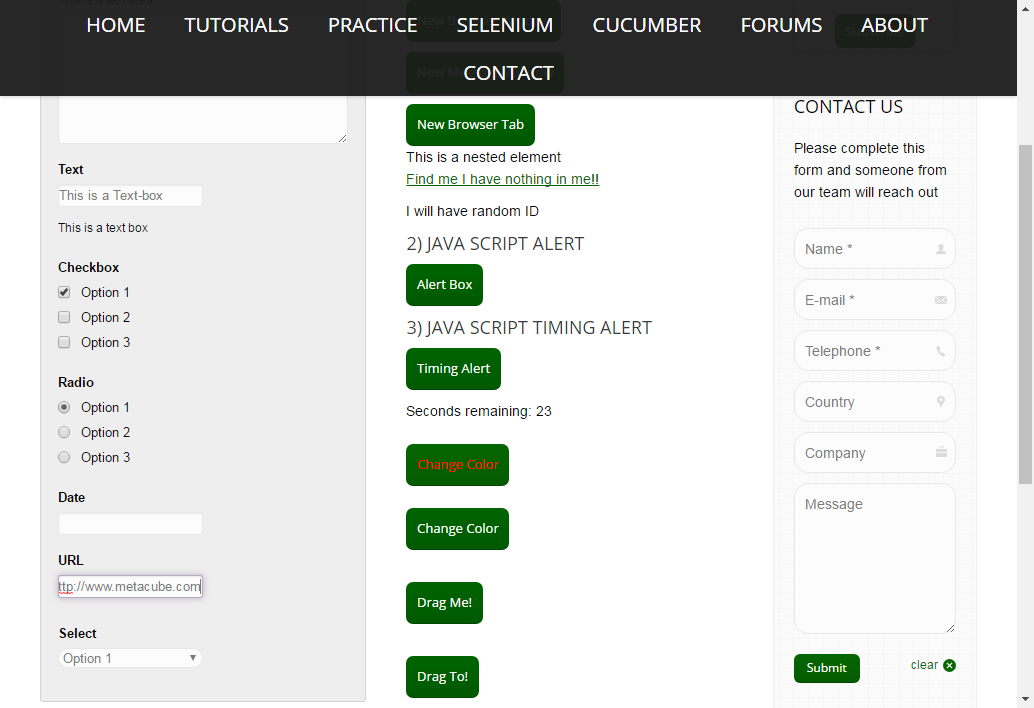 HOME TUTORIALS PRACTICE SELENIUM CUCUMBER FORUMS ABOUT
CONTACT
Text
This is a Text-box
This is a text box
Checkbox
Option 1
Option 2
Option 3
Radio
Option 1
Option 2
Option 3
Date
URL
ttp://www.metacube.com
Select
Option 1
New Browser Tab
This is a nested element
Find me I have nothing in me!!
I will have random ID
2) JAVA SCRIPT ALERT
Alert Box
3) JAVA SCRIPT TIMING ALERT
Timing Alert
Seconds remaining: 23
Change Color
Change Color
Drag Me!
Drag To!
CONTACT US
Please complete this
form and someone from
our team will reach out
Name *
E-mail *
Telephone *
Country
Company
Message
Submit
clear